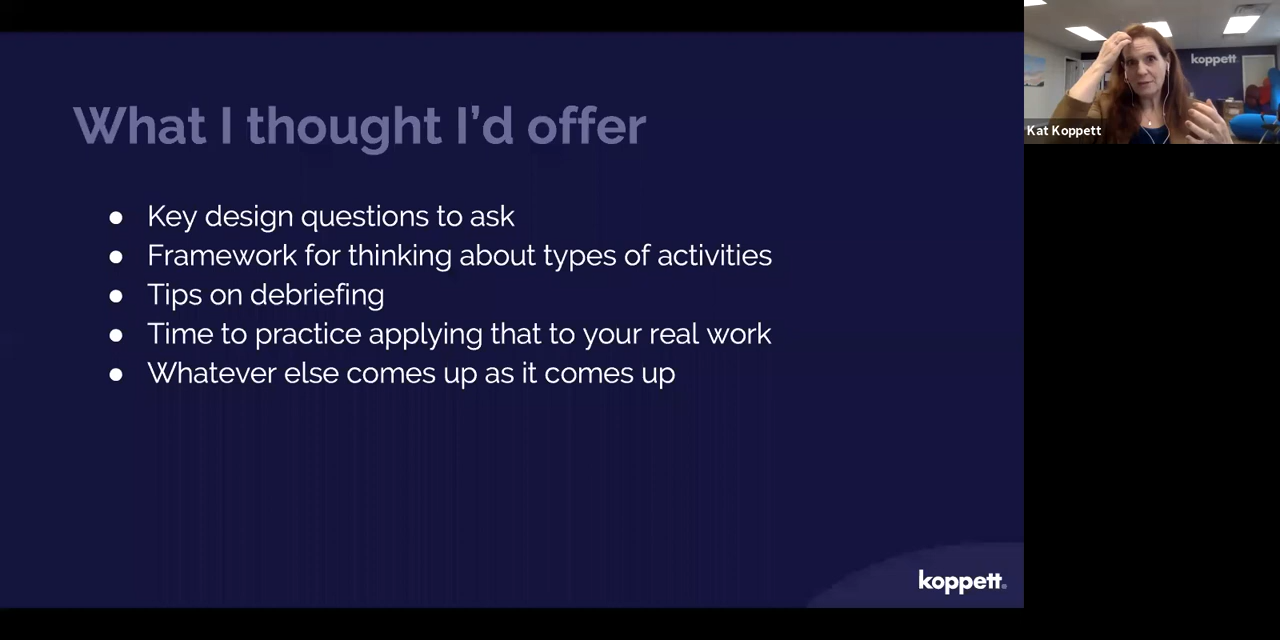 What I thought I'd offer
● Key design questions to ask
● Framework for thinking about types of activities
● Tips on debriefing
● Time to practice applying that to your real work
● Whatever else comes up as it comes up
koppett
koppett
Kat Koppett